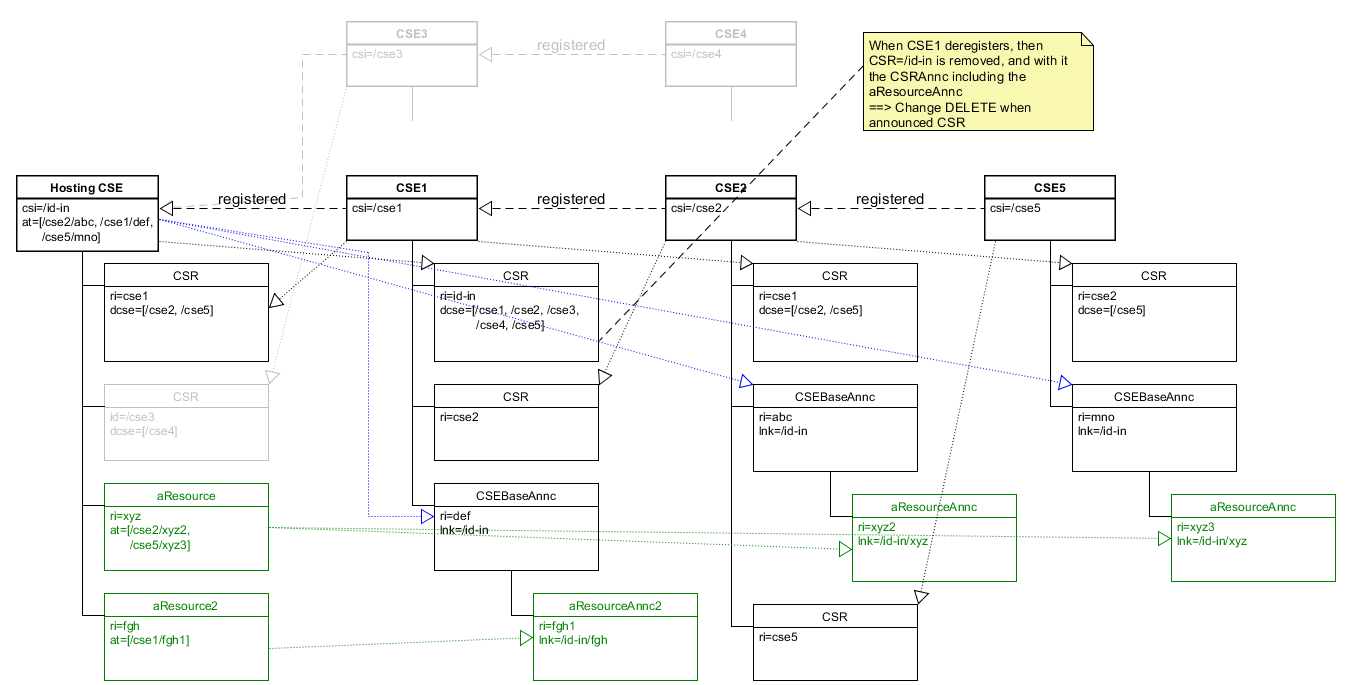 CSE3
csi=/cse3
registered
CSE4
csi=/cse4
When CSE1 deregisters, then
CSR=/id-in is removed, and with it
the CSRAnnc including the
aResourceAnnc
==> Change DELETE when
announced CSR
Hosting CSE
csi=/id-in
at=[/cse2/abc, /cse1/def,
/cse5/mno]
registered
CSE1
csi=/cse1
registered
CSE2
csi=/cse2
registered
CSE5
csi=/cse5
CSR
ri=cse1
dcse=[/cse2, /cse5]
CSR
ri=id-in
dcse=[/cse1, /cse2, /cse3,
/cse4, /cse5]
CSR
ri=cse1
dcse=[/cse2, /cse5]
CSR
ri=cse2
dcse=[/cse5]
CSR
id=/cse3
dcse=[/cse4]
CSR
ri=cse2
CSEBaseAnnc
ri=abc
lnk=/id-in
CSEBaseAnnc
ri=mno
lnk=/id-in
aResource
ri=xyz
at=[/cse2/xyz2,
/cse5/xyz3]
CSEBaseAnnc
ri=def
lnk=/id-in
aResourceAnnc
ri=xyz2
lnk=/id-in/xyz
aResourceAnnc
ri=xyz3
lnk=/id-in/xyz
aResource2
ri=fgh
at=[/cse1/fgh1]
aResourceAnnc2
ri=fgh1
lnk=/id-in/fgh
CSR
ri=cse5